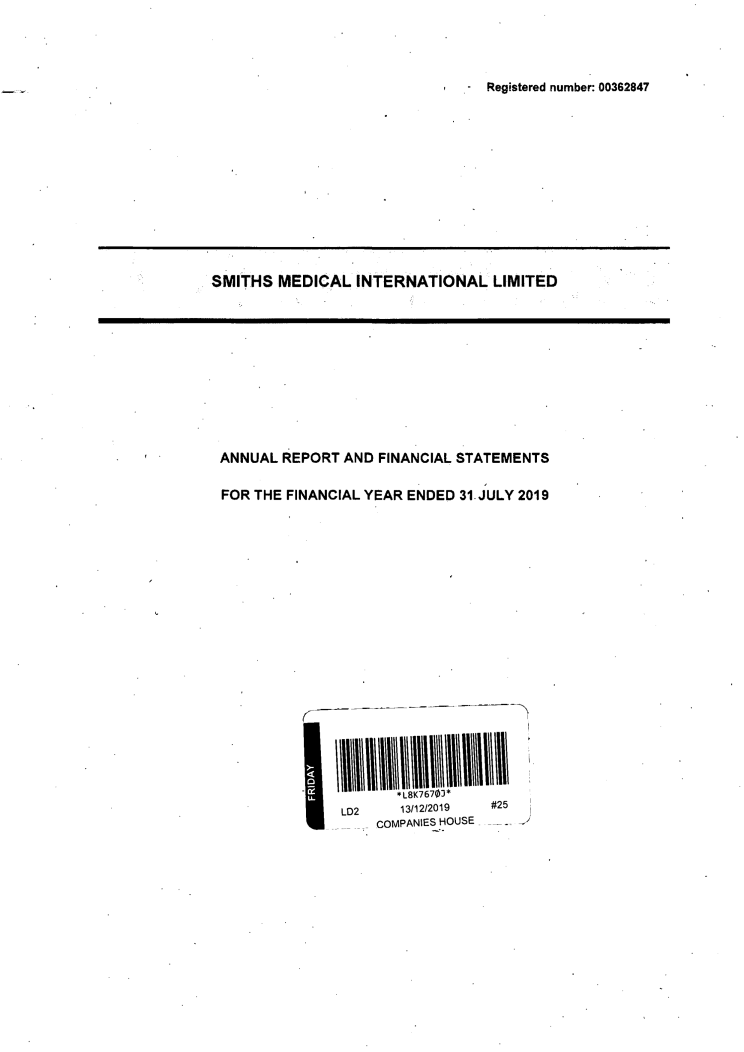 Registered number: 00362847
SMITHS MEDICAL INTERNATIONAL LIMITED
ANNUAL REPORT AND FINANCIAL STATEMENTS
FOR THE FINANCIAL YEAR ENDED 31 JULY 2019
FRIDAY
*L8K7670J*
LD2 13/12/2019 #25
COMPANIES HOUSE